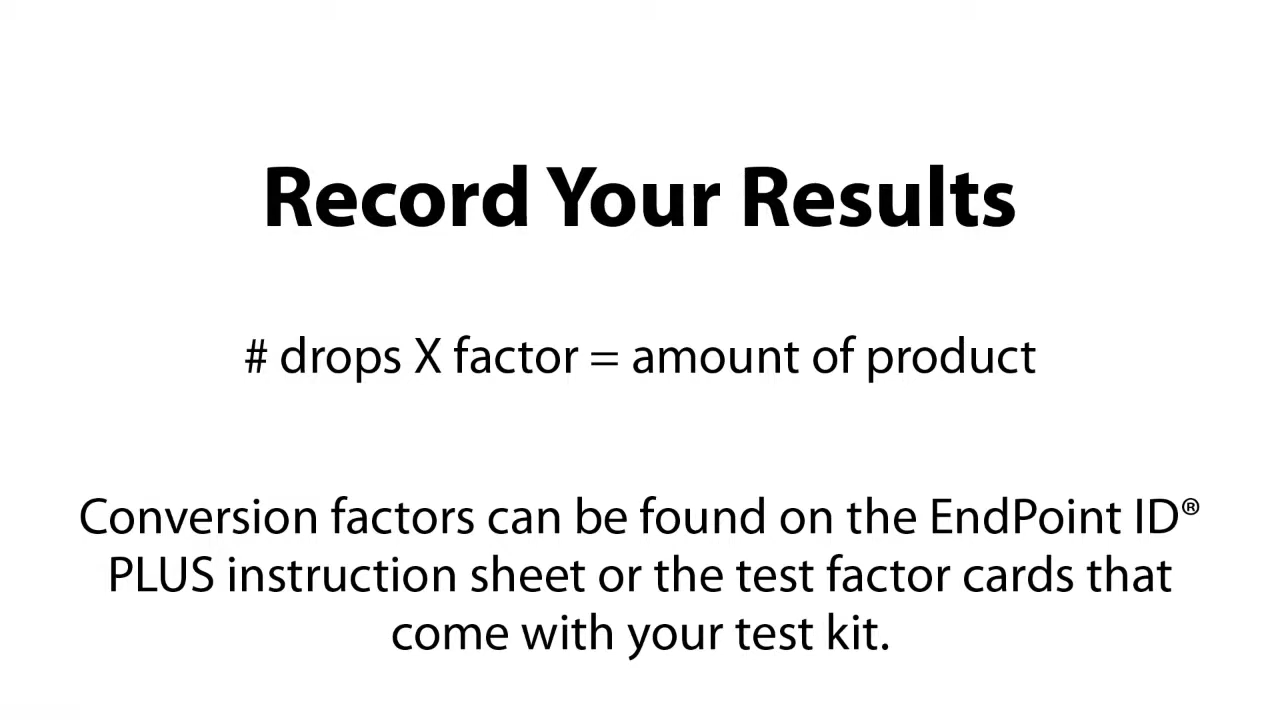 Record Your Results
# drops X factor = amount of product
Conversion factors can be found on the EndPoint ID®
PLUS instruction sheet or the test factor cards that
come with your test kit.